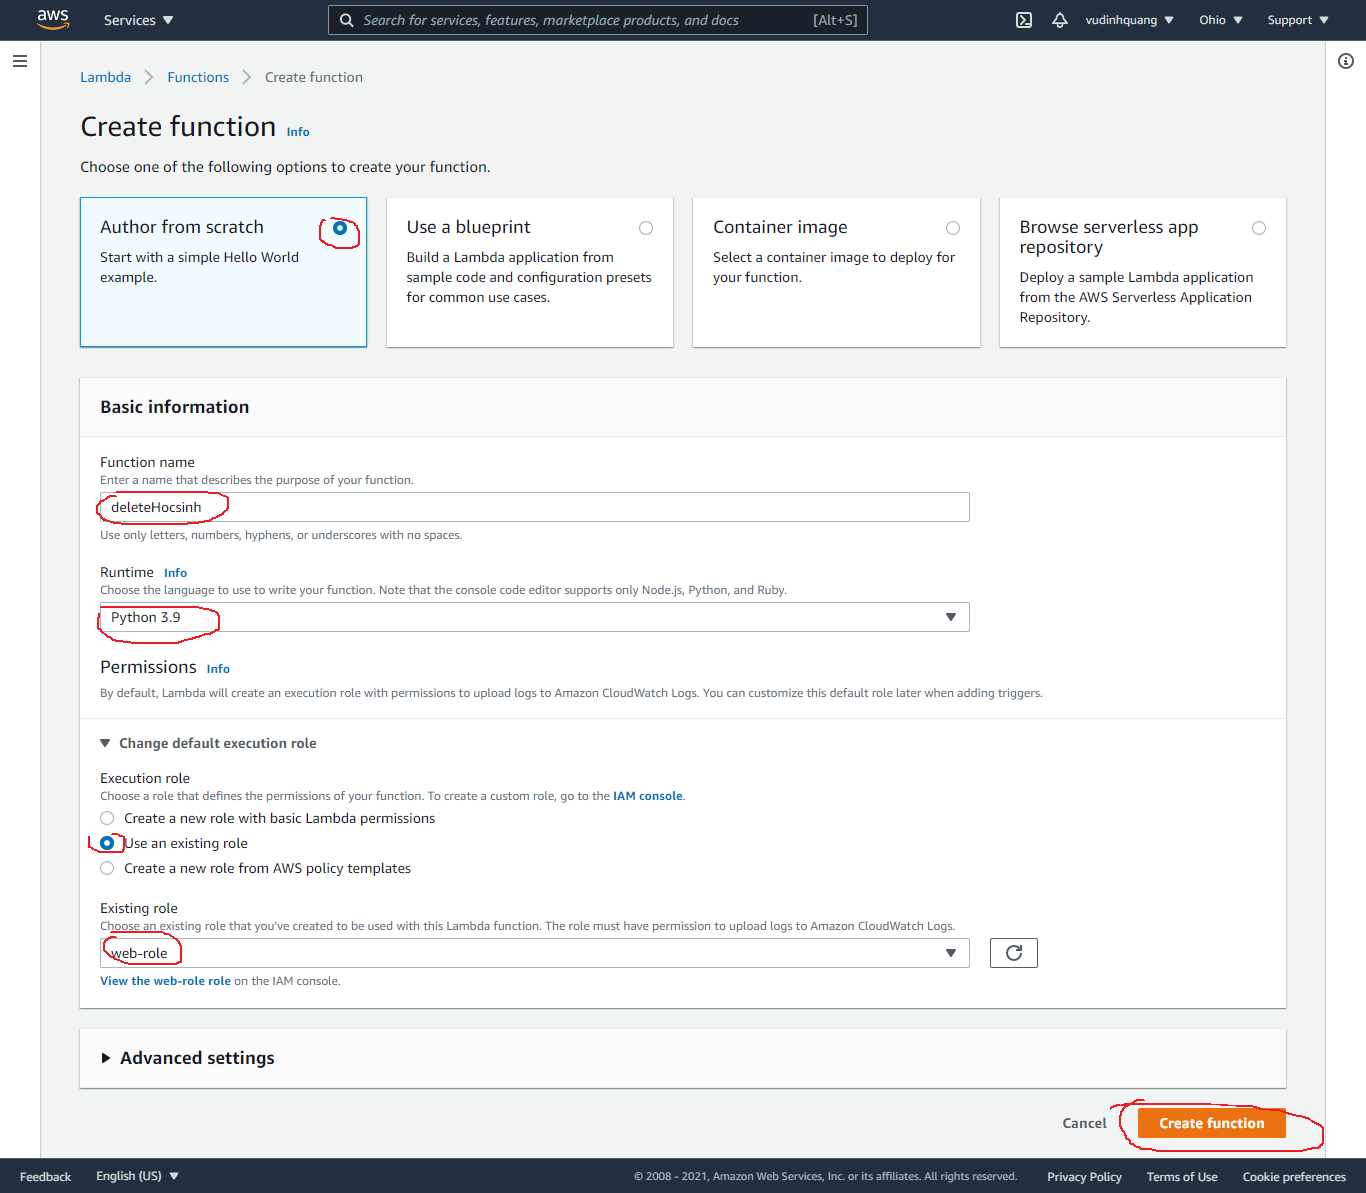 aws
Services
Search for services, features, marketplace products, and docs
[Alt+S]
vudinhquang
Ohio
Support
Lambda
Functions
Create function
Create function
Info
Choose one of the following options to create your function.
Author from scratch
Start with a simple Hello World
example.
Use a blueprint
Build a Lambda application from
sample code and configuration presets
for common use cases.
Container image
Select a container image to deploy for
your function.
Browse serverless app
repository
Deploy a sample Lambda application
from the AWS Serverless Application
Repository.
Basic information
Function name
Enter a name that describes the purpose of your function.
deleteHocsinh
Use only letters, numbers, hyphens, or underscores with no spaces.
Runtime
Info
Choose the language to use to write your function. Note that the console code editor supports only Node.js, Python, and Ruby.
Python 3.9
Permissions
Info
By default, Lambda will create an execution role with permissions to upload logs to Amazon CloudWatch Logs. You can customize this default role later when adding triggers.
Change default execution role
Execution role
Choose a role that defines the permissions of your function. To create a custom role, go to the IAM console.
Create a new role with basic Lambda permissions
Use an existing role
Create a new role from AWS policy templates
Existing role
Choose an existing role that you've created to be used with this Lambda function. The role must have permission to upload logs to Amazon CloudWatch Logs.
web-role
View the web-role role on the IAM console.
Advanced settings
Cancel
Create function
Feedback
English (US)
© 2008 - 2021, Amazon Web Services, Inc. or its affiliates. All rights reserved.
Privacy Policy
Terms of Use
Cookie preferences